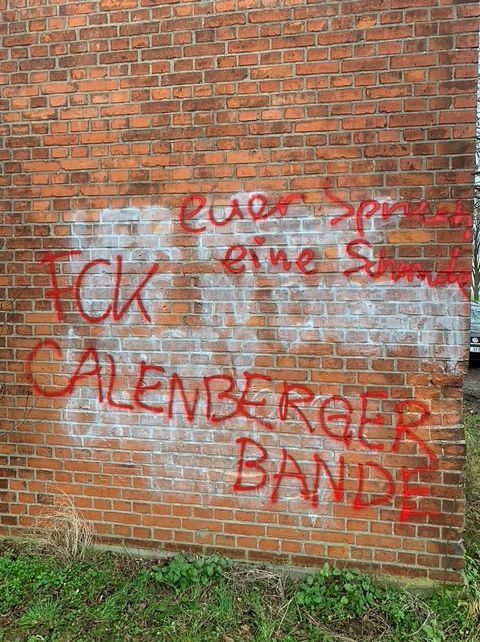 euer Spruch
eine Schande
FCK
CALENBERGER
BANDE